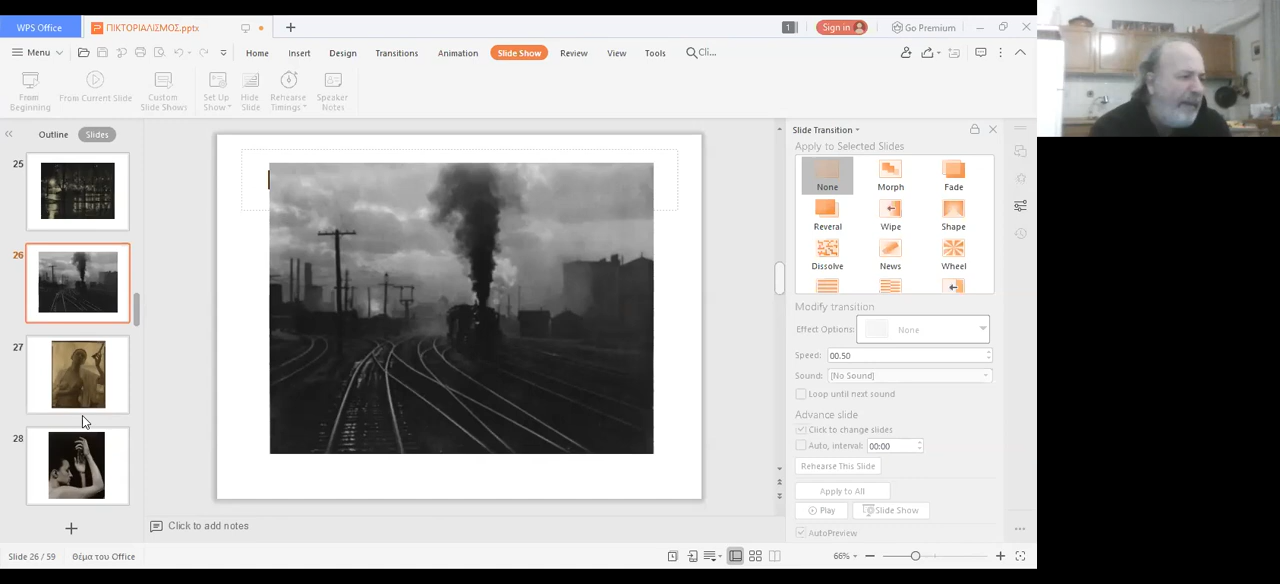 WPS Office
ΠΙΚΤΟΡΙΑΛΙΣΜΟΣ.pptx
1
Sign in
Go Premium
Menu
Home
Insert
Design
Transitions
Animation
Slide Show
Review
View
Tools
Cli...
From Beginning
From Current Slide
Custom Slide Shows
Set Up Show
Hide Slide
Rehearse Timings
Speaker Notes
Outline
Slides
25
26
27
28
Slide Transition
Apply to Selected Slides
None
Morph
Fade
Reveral
Wipe
Shape
Dissolve
News
Wheel
Modify transition
Effect Options:
None
Speed:
00.50
Sound:
[No Sound]
Loop until next sound
Advance slide
Click to change slides
Auto, interval:
00:00
Rehearse This Slide
Apply to All
Play
Slide Show
AutoPreview
Click to add notes
Slide 26 / 59
Θέμα του Office
66%